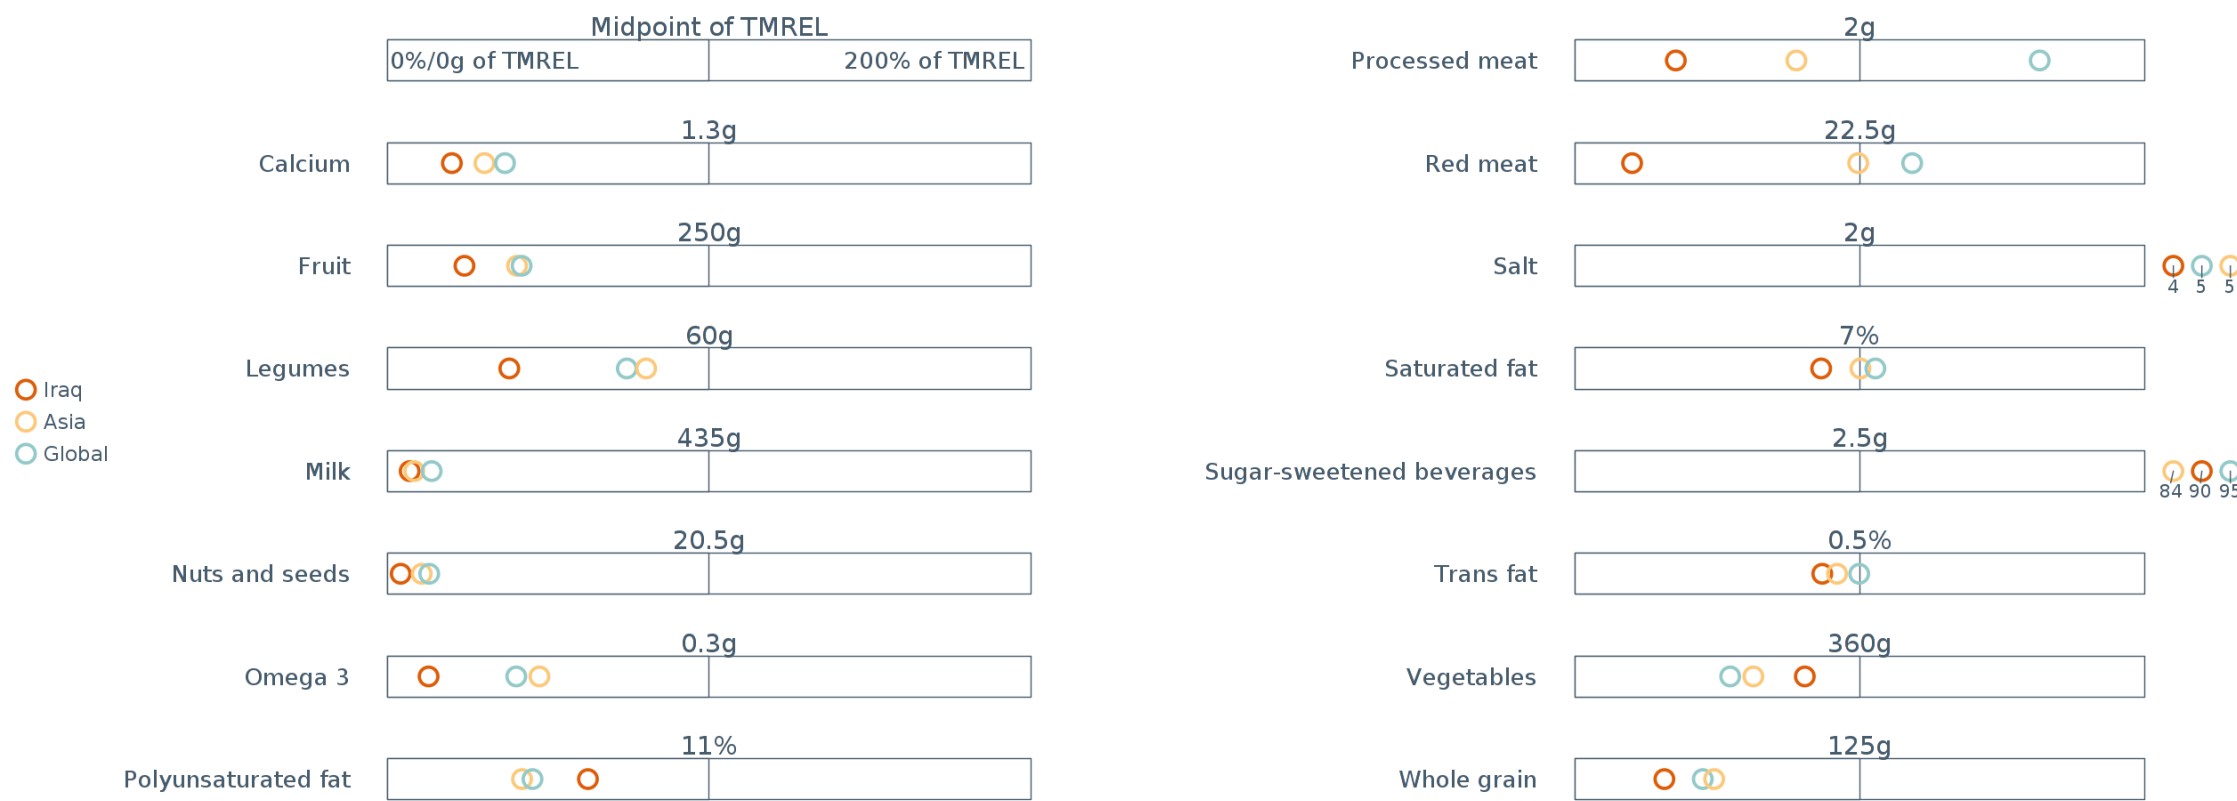 Midpoint of TMREL
0%/0g of TMREL 200% of TMREL
1.3g
Calcium
250g
Fruit
60g
Legumes
435g
Milk
20.5g
Nuts and seeds
0.3g
Omega 3
11%
Polyunsaturated fat
Iraq
Asia
Global
2g
Processed meat
22.5g
Red meat
2g
Salt
4 5 5
7%
Saturated fat
2.5g
Sugar-sweetened beverages
84 90 95
0.5%
Trans fat
360g
Vegetables
125g
Whole grain